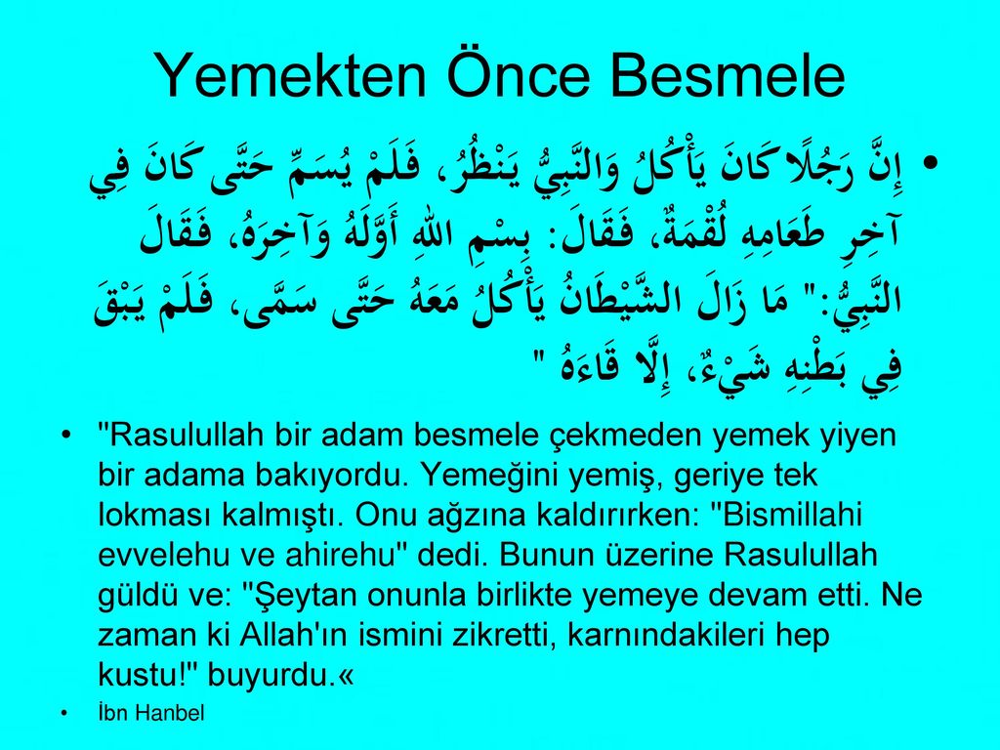 Yemekten Önce Besmele
• إِنَّ رَجُلًا كَانَ يَأْكُلُ وَالنَّبِيُّ يَنْظُرُ، فَلَمْ يُسَمِّ حَتَّى كَانَ فِي
آخِرِ طَعَامِهِ لُقْمَةٌ، فَقَالَ: بِسْمِ اللهِ أَوَّلَهُ وَآخِرَهُ، فَقَالَ
النَّبِيُّ: " مَا زَالَ الشَّيْطَانُ يَأْكُلُ مَعَهُ حَتَّى سَمَّى، فَلَمْ يَبْقَ
فِي بَطْنِهِ شَيْءٌ، إِلَّا قَاءَهُ "
• "Rasulullah bir adam besmele çekmeden yemek yiyen
bir adama bakıyordu. Yemeğini yemiş, geriye tek
lokması kalmıştı. Onu ağzına kaldırırken: "Bismillahi
evvelehu ve ahirehu" dedi. Bunun üzerine Rasulullah
güldü ve: "Şeytan onunla birlikte yemeye devam etti. Ne
zaman ki Allah'ın ismini zikretti, karnındakileri hep
kustu!" buyurdu.«
• İbn Hanbel